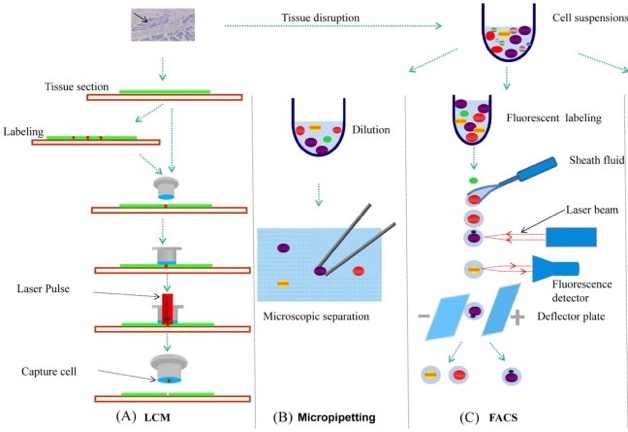 Tissue disruption
Cell suspensions
Tissue section
Labeling
Laser Pulse
Capture cell
(A) LCM
Dilution
Microscopic separation
(B) Micropipetting
Fluorescent labeling
Sheath fluid
Laser beam
Fluorescence
detector
Deflector plate
− +
(C) FACS